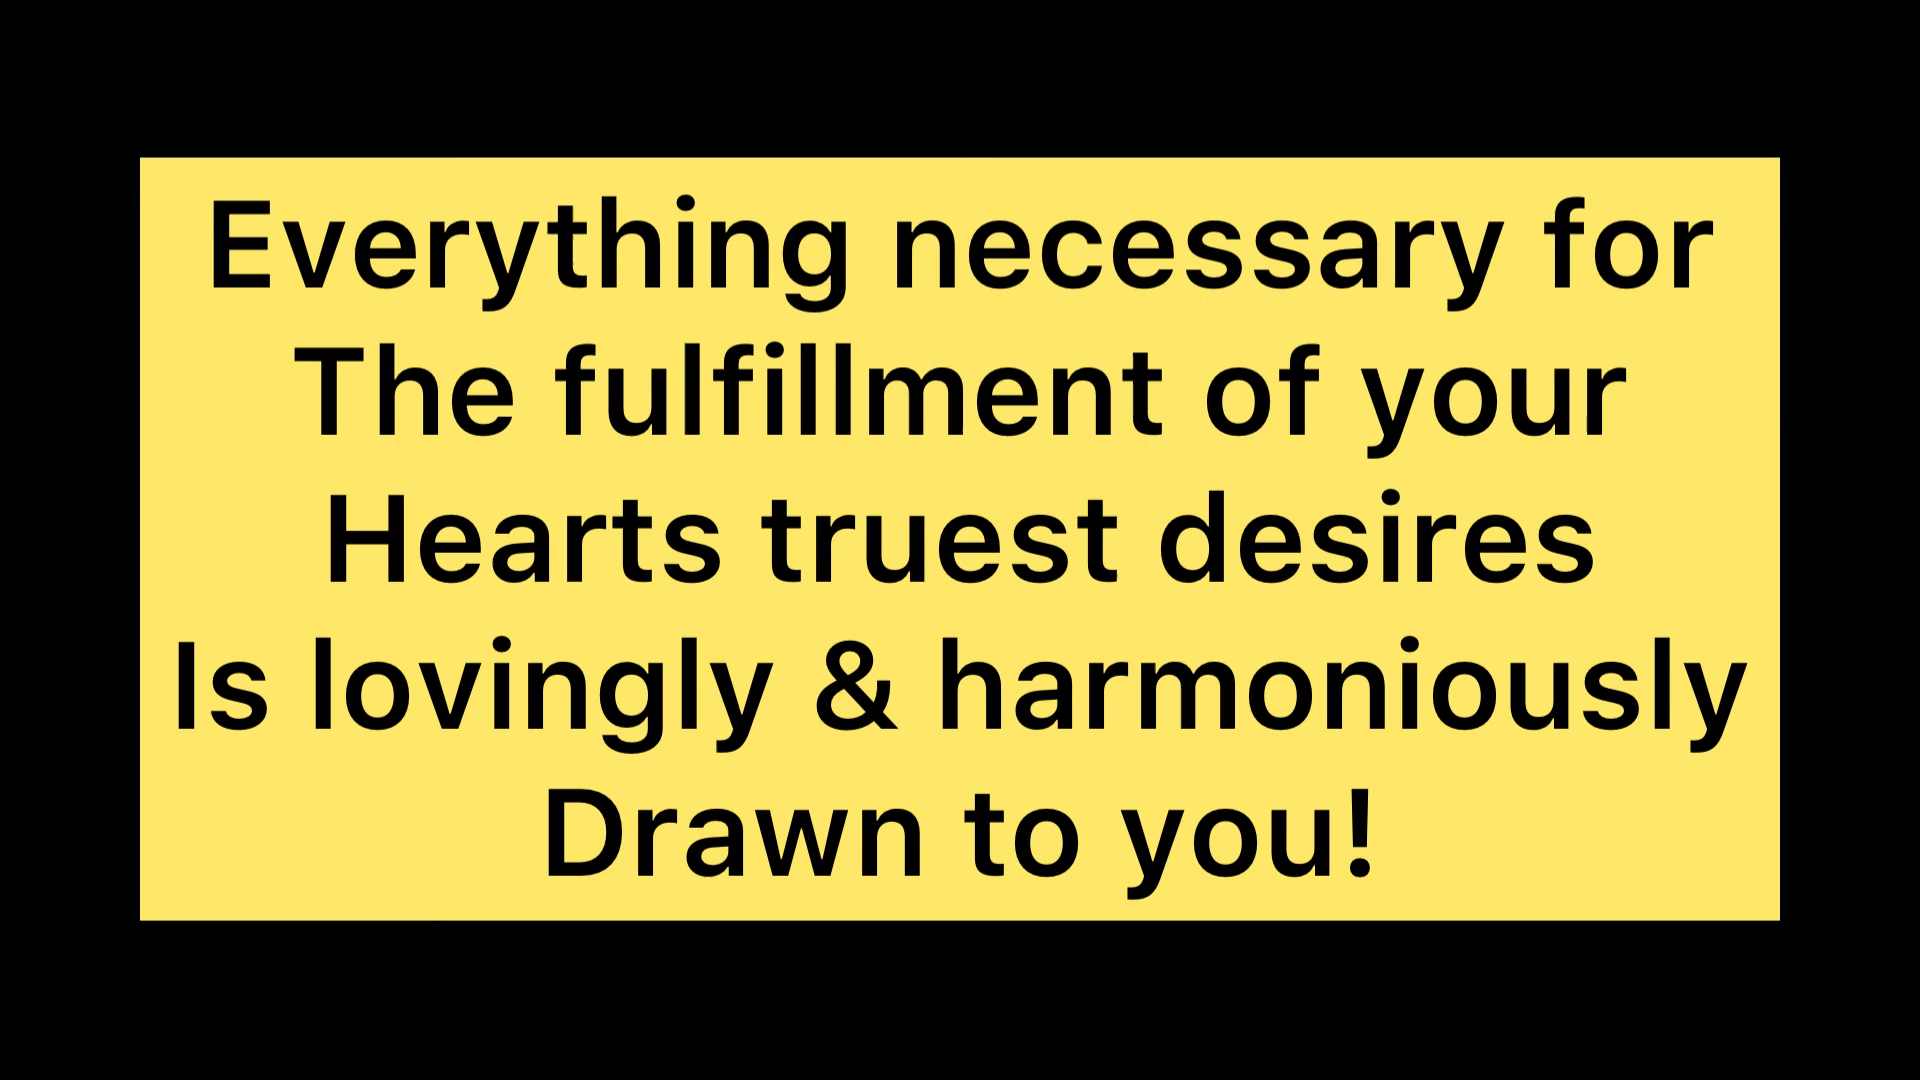 Everything necessary for
The fulfillment of your
Hearts truest desires
Is lovingly & harmoniously
Drawn to you!